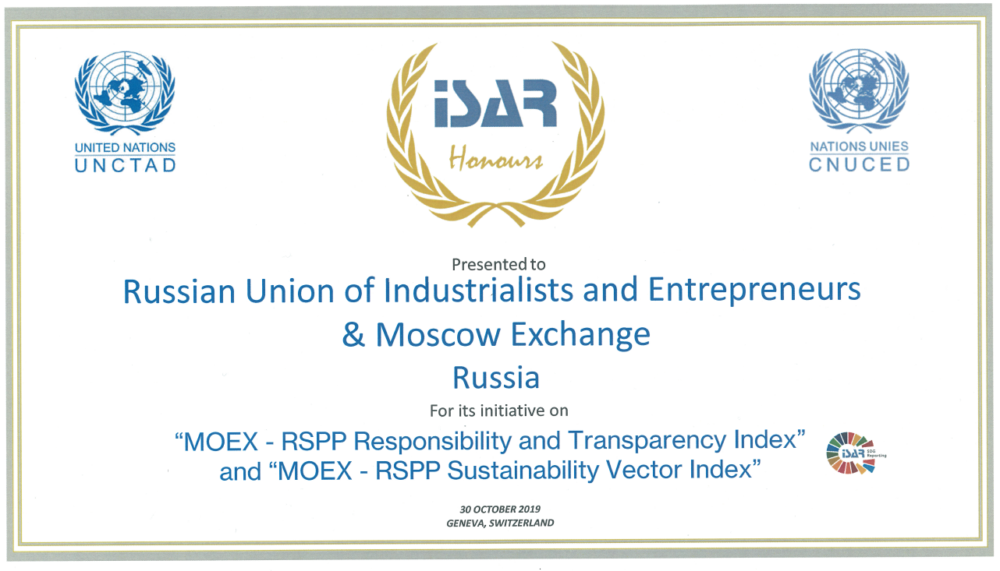 UNITED NATIONS
UNCTAD
iSAR
Honours
NATIONS UNIES
CNUCED
Presented to
Russian Union of Industrialists and Entrepreneurs
& Moscow Exchange
Russia
For its initiative on
“MOEX - RSPP Responsibility and Transparency Index”
and “MOEX - RSPP Sustainability Vector Index”
iSAR SDG
Reporting
30 OCTOBER 2019
GENEVA, SWITZERLAND